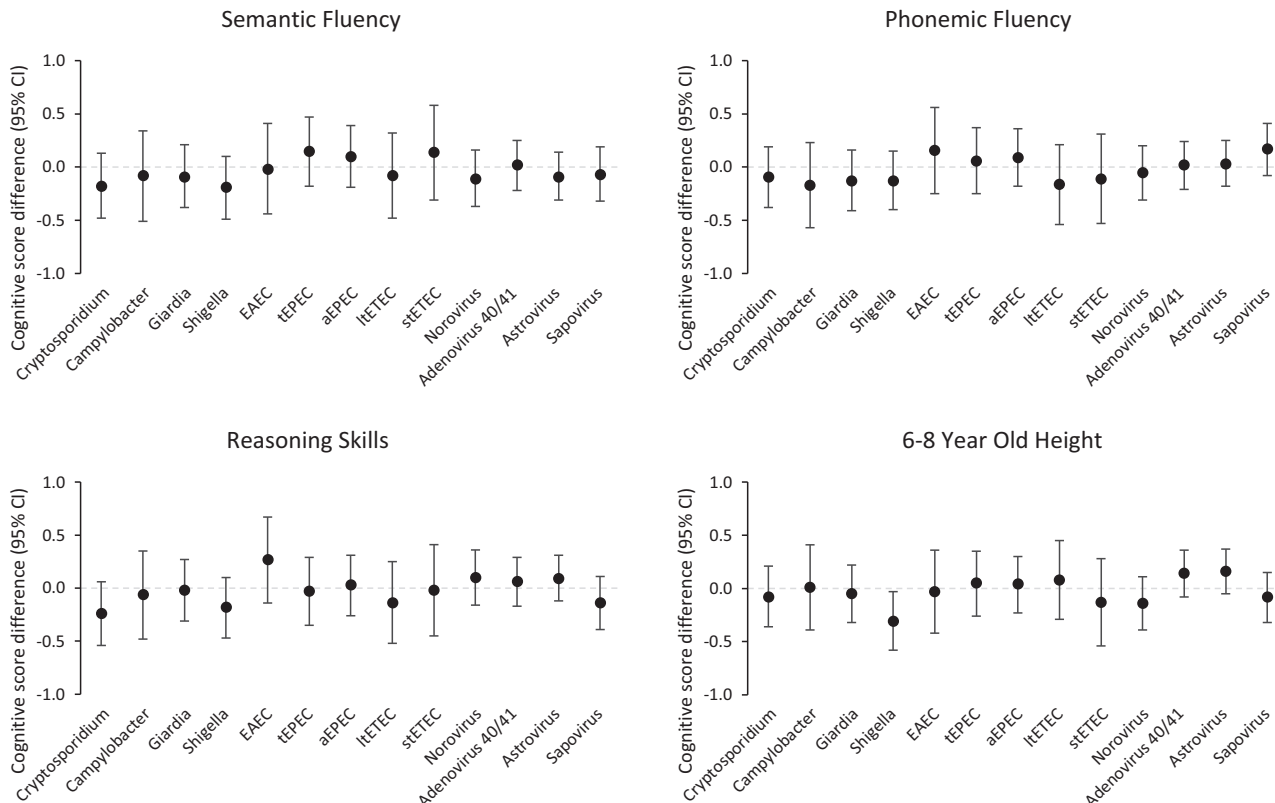 Semantic Fluency
Cognitive score difference (95% CI)
1.0
0.5
0.0
-0.5
-1.0
Cryptosporidium
Campylobacter
Giardia
Shigella
EAEC
tEPEC
aEPEC
ltETEC
stETEC
Norovirus
Adenovirus 40/41
Astrovirus
Sapovirus
Phonemic Fluency
Cognitive score difference (95% CI)
1.0
0.5
0.0
-0.5
-1.0
Cryptosporidium
Campylobacter
Giardia
Shigella
EAEC
tEPEC
aEPEC
ltETEC
stETEC
Norovirus
Adenovirus 40/41
Astrovirus
Sapovirus
Reasoning Skills
Cognitive score difference (95% CI)
1.0
0.5
0.0
-0.5
-1.0
Cryptosporidium
Campylobacter
Giardia
Shigella
EAEC
tEPEC
aEPEC
ltETEC
stETEC
Norovirus
Adenovirus 40/41
Astrovirus
Sapovirus
6-8 Year Old Height
Cognitive score difference (95% CI)
1.0
0.5
0.0
-0.5
-1.0
Cryptosporidium
Campylobacter
Giardia
Shigella
EAEC
tEPEC
aEPEC
ltETEC
stETEC
Norovirus
Adenovirus 40/41
Astrovirus
Sapovirus